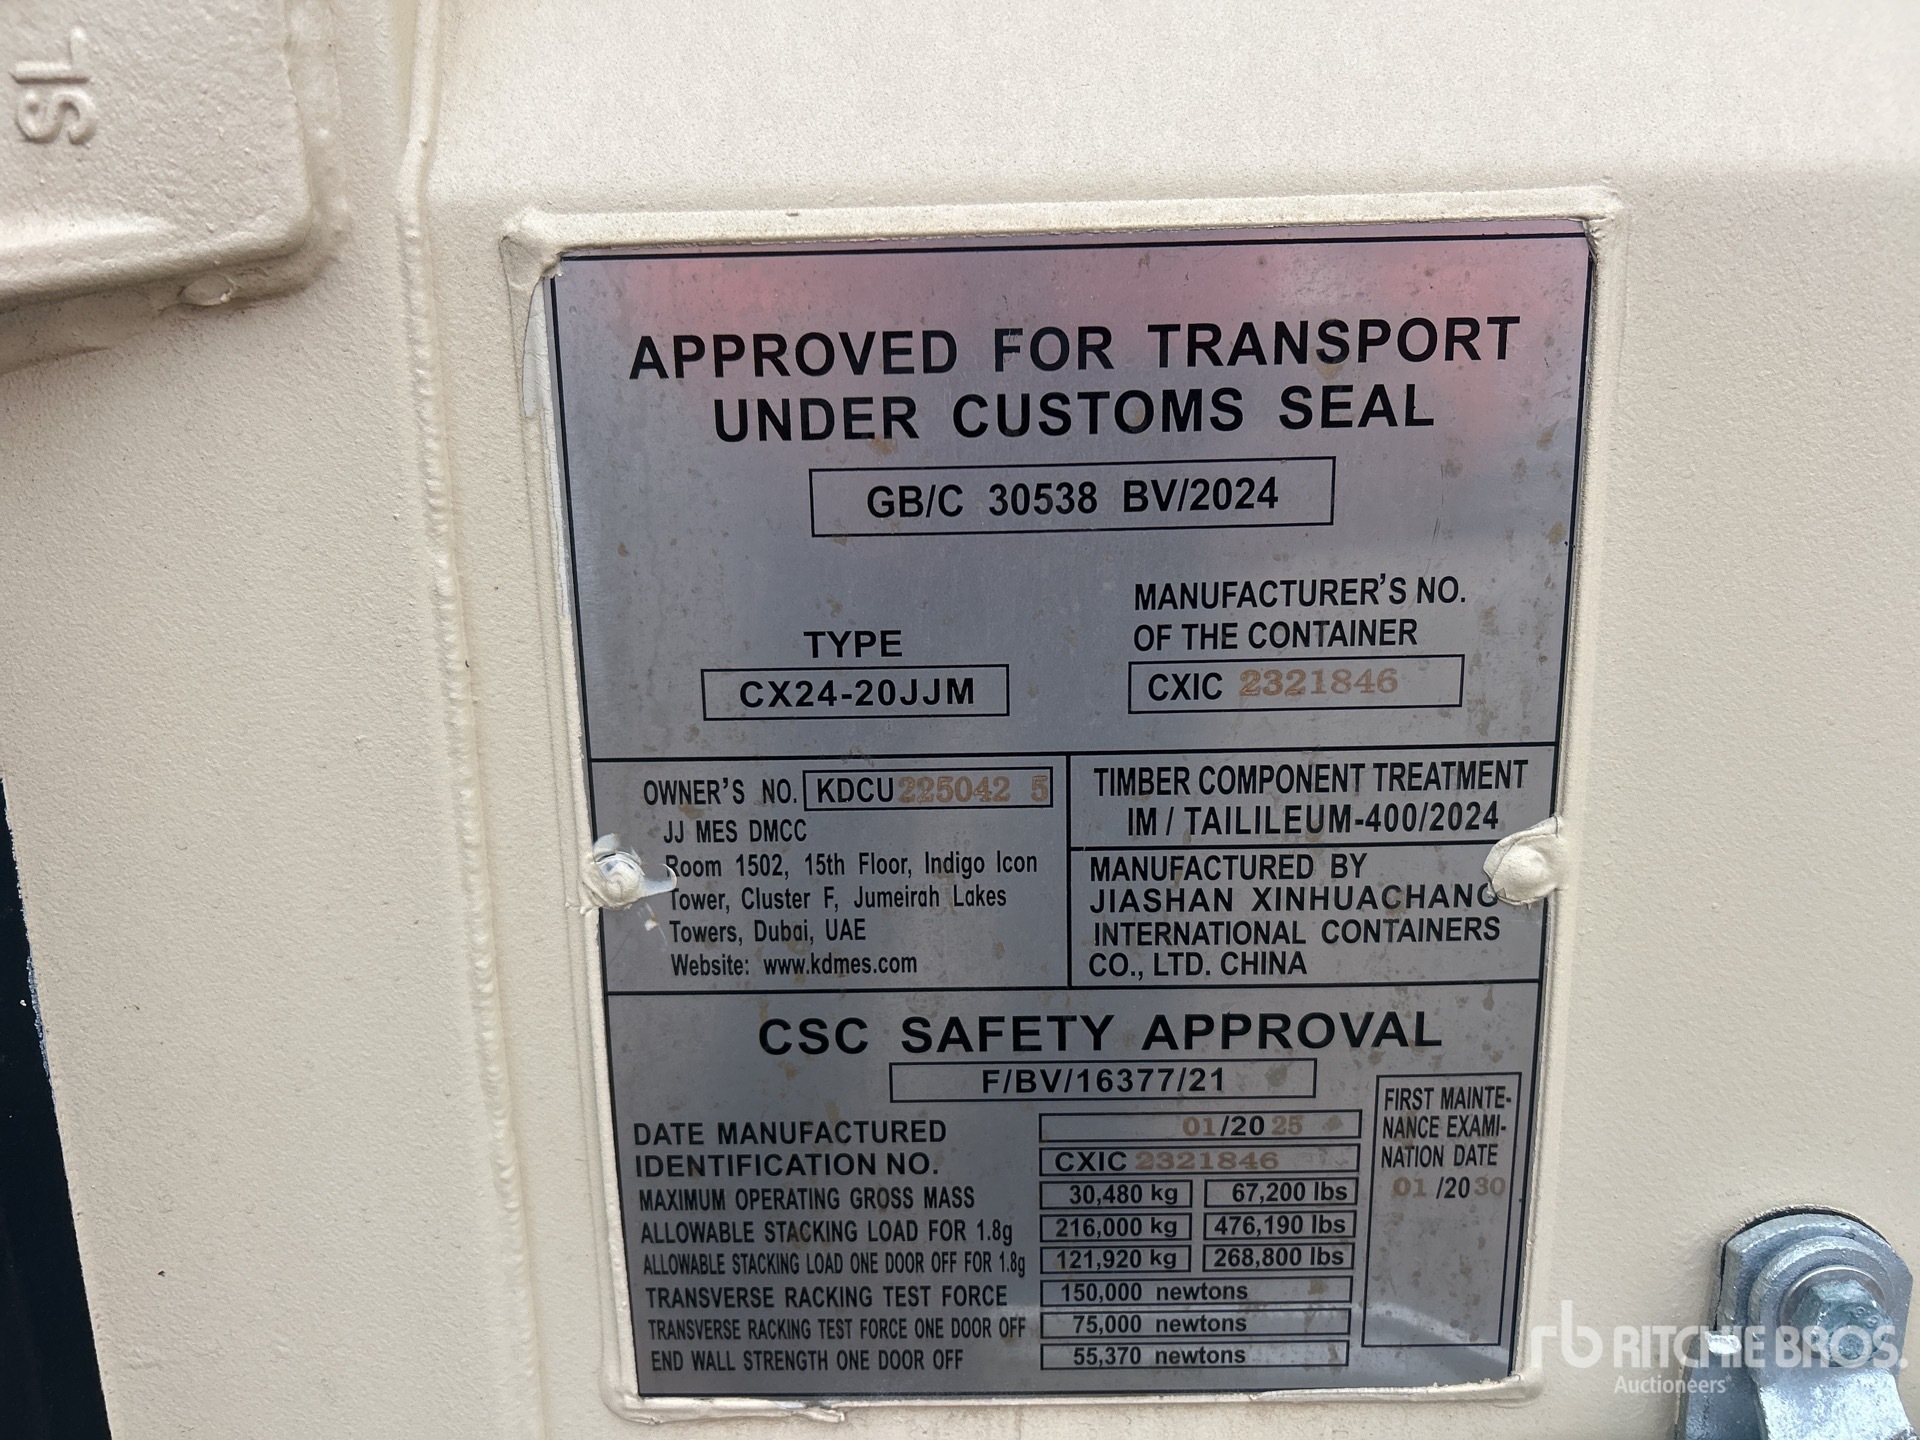 SL
APPROVED FOR TRANSPORT
UNDER CUSTOMS SEAL
GB/C 30538 BV/2024
TYPE
CX24-20JJM
MANUFACTURER'S NO.
OF THE CONTAINER
CXIC 2321846
OWNER'S NO. KDCU 225042 5
JJ MES DMCC
Room 1502, 15th Floor, Indigo Icon
Tower, Cluster F, Jumeirah Lakes
Towers, Dubai, UAE
Website: www.kdmes.com
TIMBER COMPONENT TREATMENT
IM / TAILILEUM-400/2024
MANUFACTURED BY
JIASHAN XINHUACHANG
INTERNATIONAL CONTAINERS
CO., LTD. CHINA
CSC SAFETY APPROVAL
F/BV/16377/21
DATE MANUFACTURED 01/2025
IDENTIFICATION NO. CXIC 2321846
MAXIMUM OPERATING GROSS MASS 30,480 kg 67,200 lbs
ALLOWABLE STACKING LOAD FOR 1.8g 216,000 kg 476,190 lbs
ALLOWABLE STACKING LOAD ONE DOOR OFF FOR 1.8g 121,920 kg 268,800 lbs
TRANSVERSE RACKING TEST FORCE 150,000 newtons
TRANSVERSE RACKING TEST FORCE ONE DOOR OFF 75,000 newtons
END WALL STRENGTH ONE DOOR OFF 55,370 newtons
FIRST MAINTE-
NANCE EXAMI-
NATION DATE
01 /2030
rb RITCHIE BROS.
Auctioneers